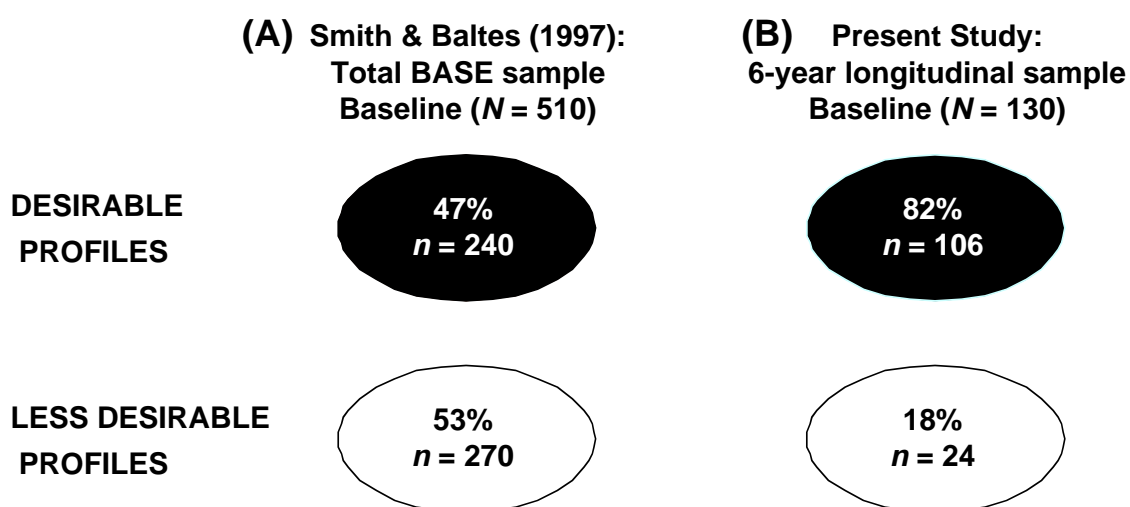 (A) Smith & Baltes (1997):
Total BASE sample
Baseline (N = 510)
(B) Present Study:
6-year longitudinal sample
Baseline (N = 130)
DESIRABLE
PROFILES
47%
n = 240
82%
n = 106
LESS DESIRABLE
PROFILES
53%
n = 270
18%
n = 24